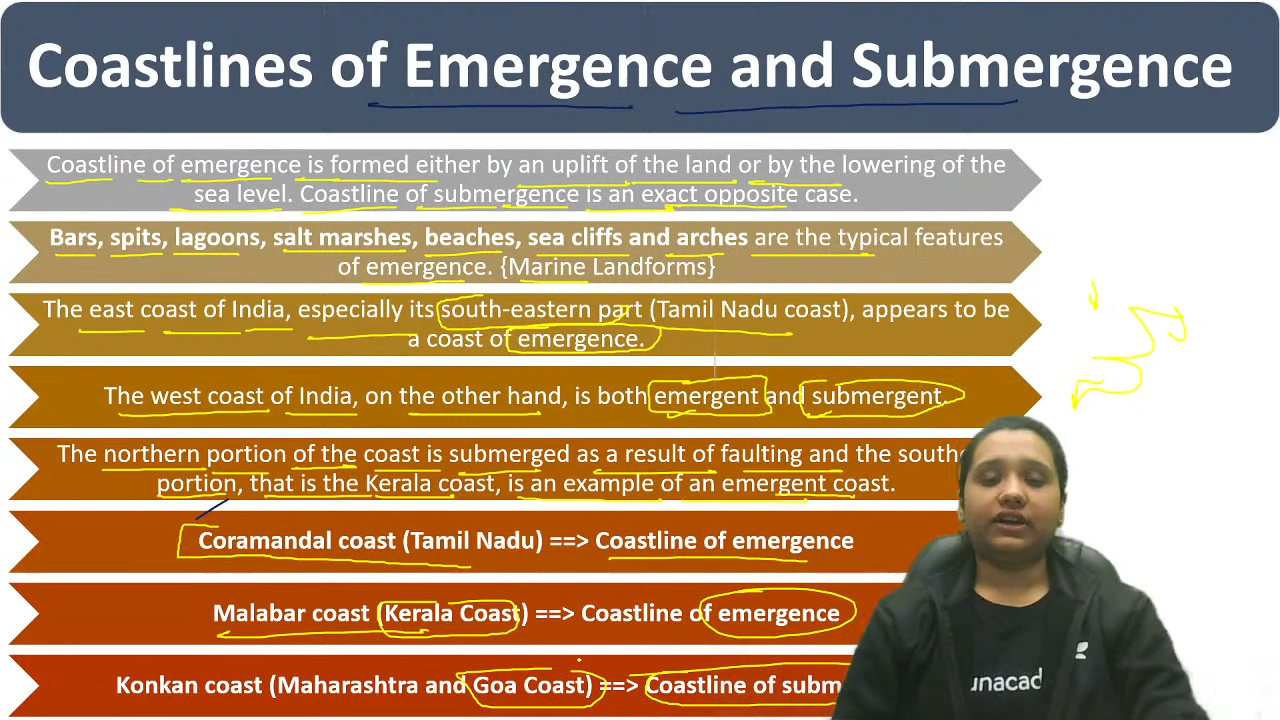 Coastlines of Emergence and Submergence
Coastline of emergence is formed either by an uplift of the land or by the lowering of the
sea level. Coastline of submergence is an exact opposite case.
Bars, spits, lagoons, salt marshes, beaches, sea cliffs and arches are the typical features
of emergence. {Marine Landforms}
The east coast of India, especially its south-eastern part (Tamil Nadu coast), appears to be
a coast of emergence.
The west coast of India, on the other hand, is both emergent and submergent.
The northern portion of the coast is submerged as a result of faulting and the
portion, that is the Kerala coast, is an example of an emergent coast.
Coramandal coast (Tamil Nadu) ==> Coastline of emergence
Malabar coast (Kerala Coast) ==> Coastline of emergence
Konkan coast (Maharashtra and Goa Coast) ==> Coastline of